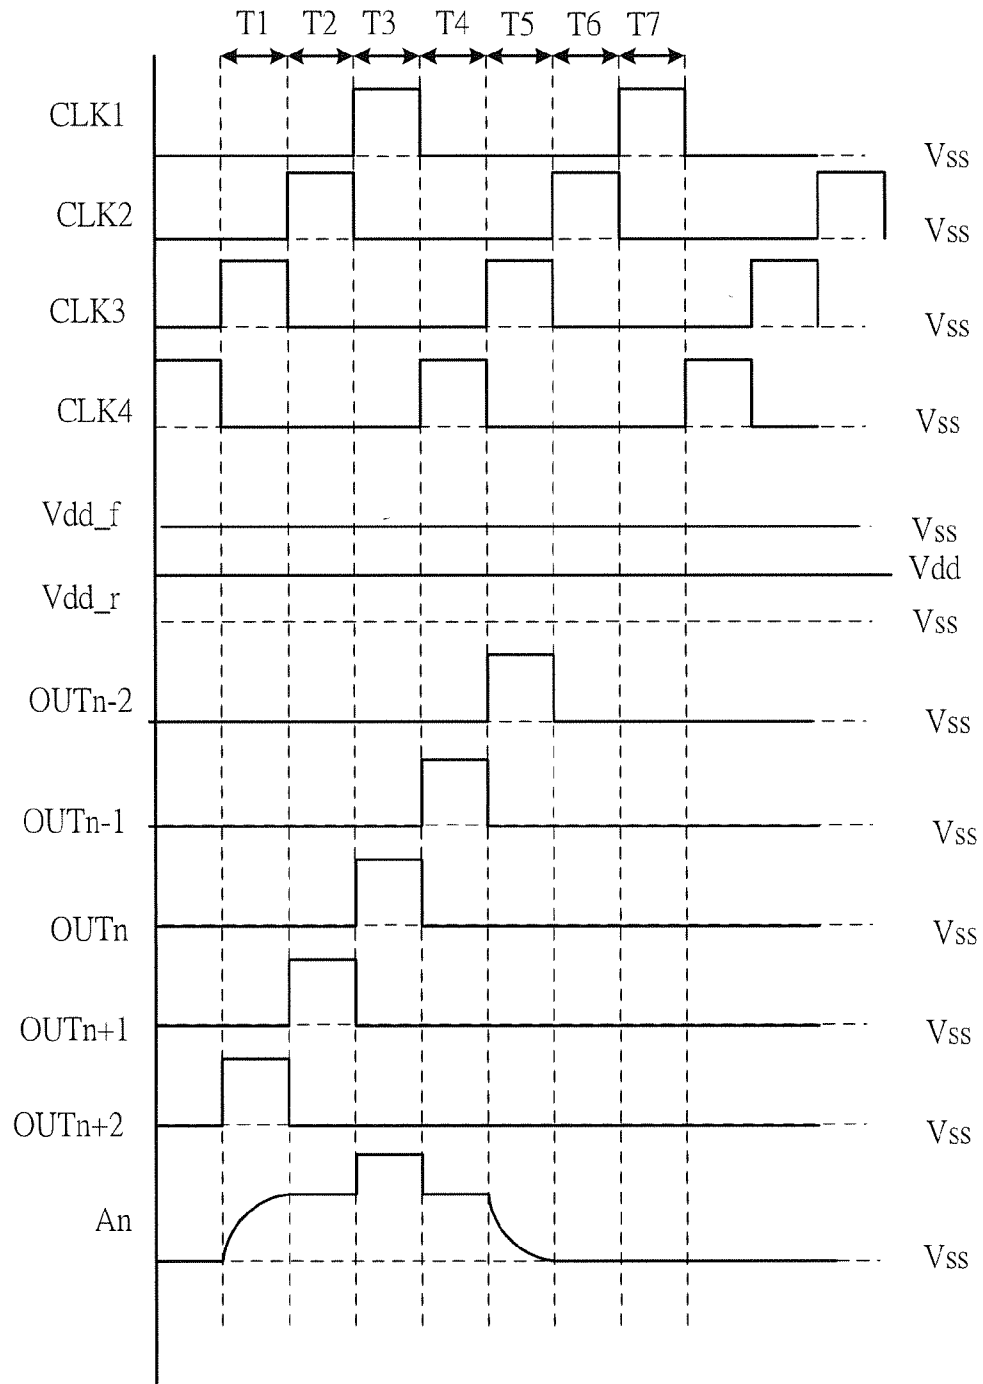 T1 T2 T3 T4 T5 T6 T7
CLK1 Vss
CLK2 Vss
CLK3 Vss
CLK4 Vss
Vdd_f Vss
Vdd
Vdd_r Vss
OUTn-2 Vss
OUTn-1 Vss
OUTn Vss
OUTn+1 Vss
OUTn+2 Vss
An Vss